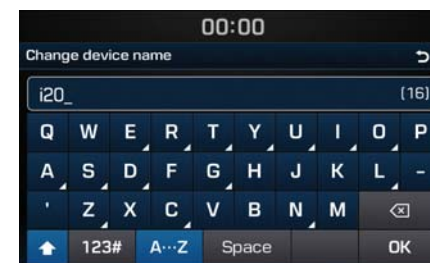 00:00
Change device name
i20_ (16)
Q W E R T Y U I O P
A S D F G H J K L -
' Z X C V B N M
123# A···Z Space OK